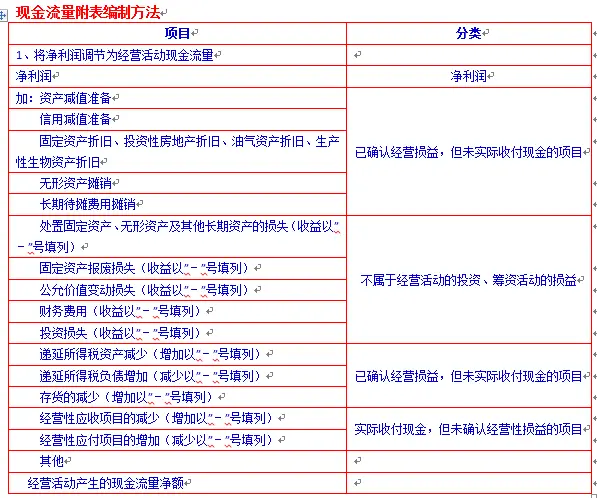 现金流量附表编制方法
项目 分类
1、将净利润调节为经营活动现金流量
净利润 净利润
加：资产减值准备
信用减值准备
固定资产折旧、投资性房地产折旧、油气资产折旧、生产
性生物资产折旧
无形资产摊销
长期待摊费用摊销
已确认经营损益，但未实际收付现金的项目
处置固定资产、无形资产及其他长期资产的损失（收益以"
－"号填列）
固定资产报废损失（收益以"－"号填列）
公允价值变动损失（收益以"－"号填列）
财务费用（收益以"－"号填列）
投资损失（收益以"－"号填列）
不属于经营活动的投资、筹资活动的损益
递延所得税资产减少（增加以"－"号填列）
递延所得税负债增加（减少以"－"号填列）
存货的减少（增加以"－"号填列）
已确认经营损益，但未实际收付现金的项目
经营性应收项目的减少（增加以"－"号填列）
经营性应付项目的增加（减少以"－"号填列）
实际收付现金，但未确认经营性损益的项目
其他
经营活动产生的现金流量净额